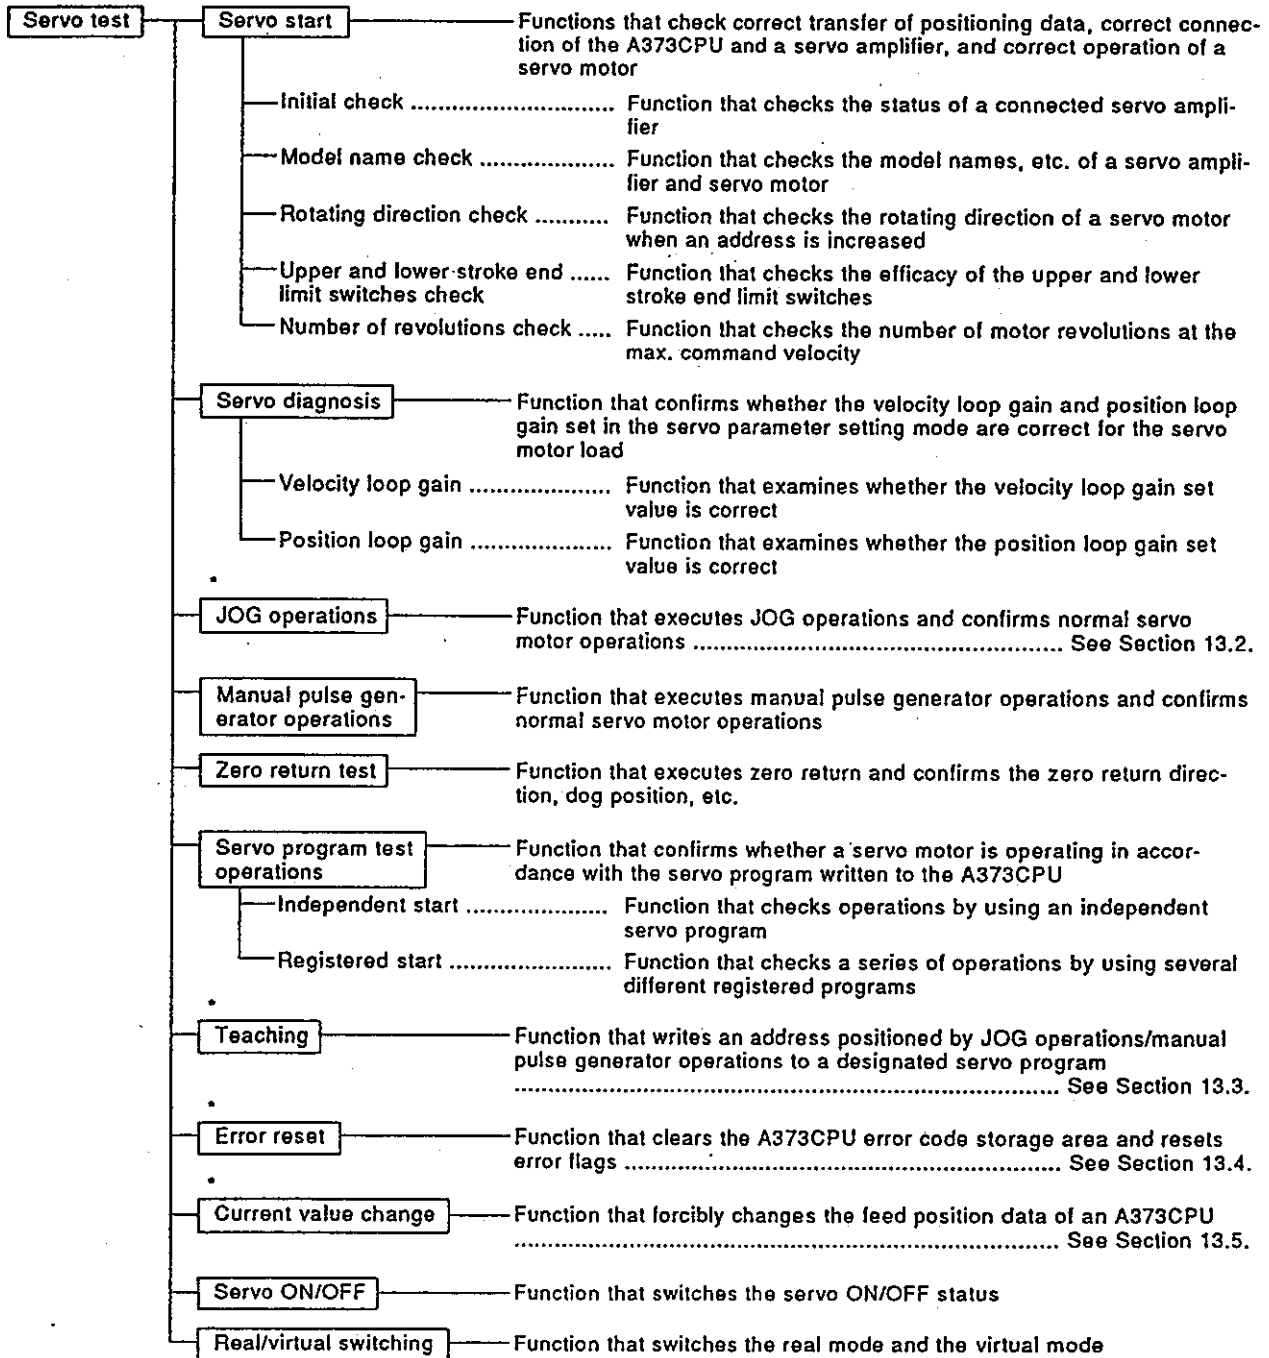 Servo test
Servo start
Functions that check correct transfer of positioning data, correct connec-
tion of the A373CPU and a servo amplifier, and correct operation of a
servo motor
Initial check .............................. Function that checks the status of a connected servo ampli-
fier
Model name check .................... Function that checks the model names, etc. of a servo ampli-
fier and servo motor
Rotating direction check ........... Function that checks the rotating direction of a servo motor
when an address is increased
Upper and lower stroke end ...... Function that checks the efficacy of the upper and lower
limit switches check stroke end limit switches
Number of revolutions check ..... Function that checks the number of motor revolutions at the
max. command velocity
Servo diagnosis
Function that confirms whether the velocity loop gain and position loop
gain set in the servo parameter setting mode are correct for the servo
motor load
Velocity loop gain ..................... Function that examines whether the velocity loop gain set
value is correct
Position loop gain ..................... Function that examines whether the position loop gain set
value is correct
JOG operations
Function that executes JOG operations and confirms normal servo
motor operations ....................................................... See Section 13.2.
Manual pulse gen-
erator operations
Function that executes manual pulse generator operations and confirms
normal servo motor operations
Zero return test
Function that executes zero return and confirms the zero return direc-
tion, dog position, etc.
Servo program test
operations
Function that confirms whether a servo motor is operating in accor-
dance with the servo program written to the A373CPU
Independent start ..................... Function that checks operations by using an independent
servo program
Registered start ........................ Function that checks a series of operations by using several
different registered programs
Teaching
Function that writes an address positioned by JOG operations/manual
pulse generator operations to a designated servo program
................................................................................. See Section 13.3.
Error reset
Function that clears the A373CPU error code storage area and resets
error flags ................................................................. See Section 13.4.
Current value change
Function that forcibly changes the feed position data of an A373CPU
................................................................................. See Section 13.5.
Servo ON/OFF
Function that switches the servo ON/OFF status
Real/virtual switching
Function that switches the real mode and the virtual mode